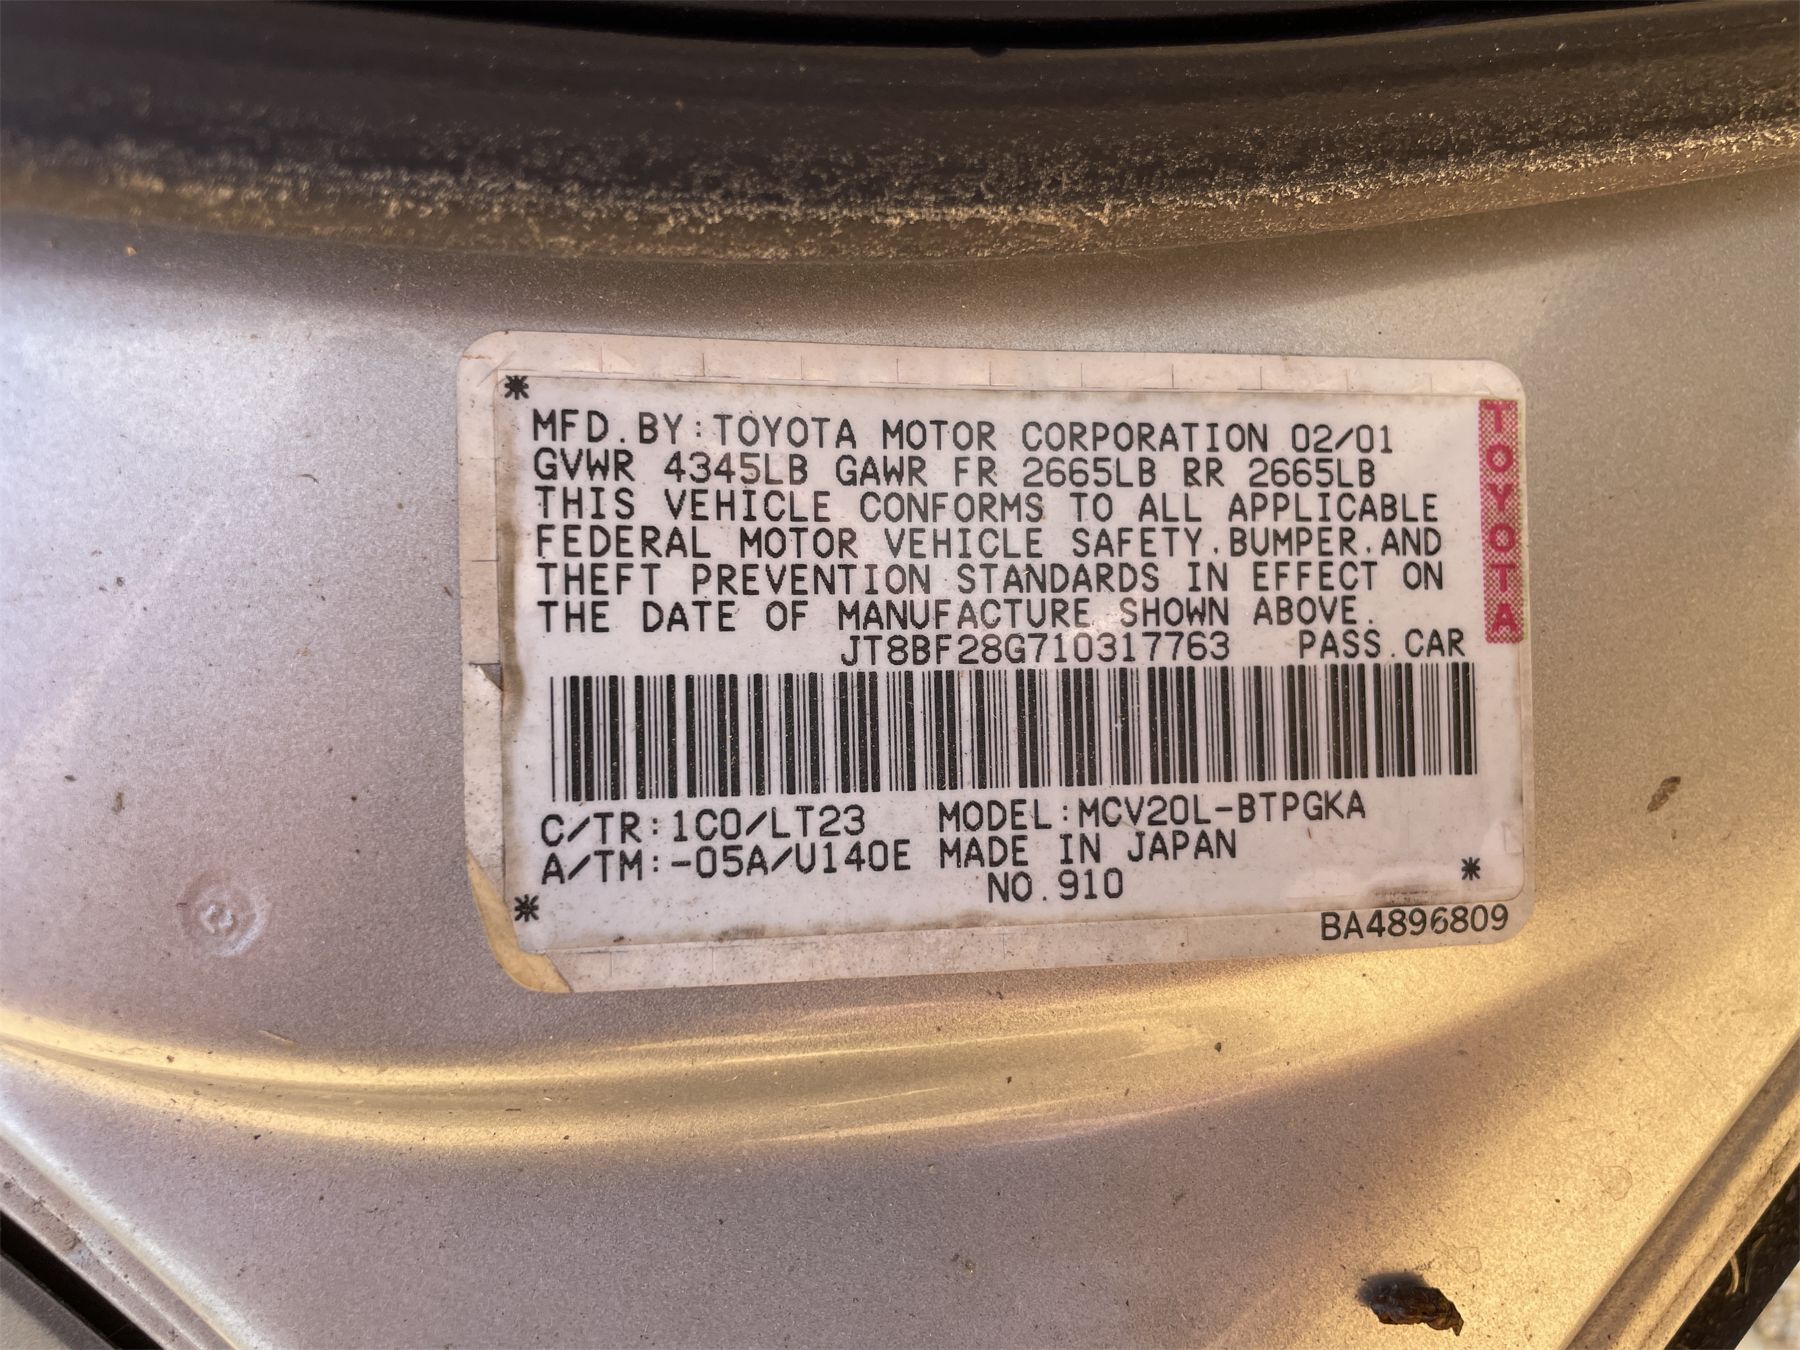 MFD.BY:TOYOTA MOTOR CORPORATION 02/01
GVWR 4345LB GAWR FR 2665LB RR 2665LB
THIS VEHICLE CONFORMS TO ALL APPLICABLE
FEDERAL MOTOR VEHICLE SAFETY,BUMPER,AND
THEFT PREVENTION STANDARDS IN EFFECT ON
THE DATE OF MANUFACTURE SHOWN ABOVE.
JT8BF28G710317763 PASS.CAR
C/TR:1C0/LT23 MODEL:MCV20L-BTPGKA
A/TM:-05A/U140E MADE IN JAPAN
NO.910
BA4896809
TOYOTA